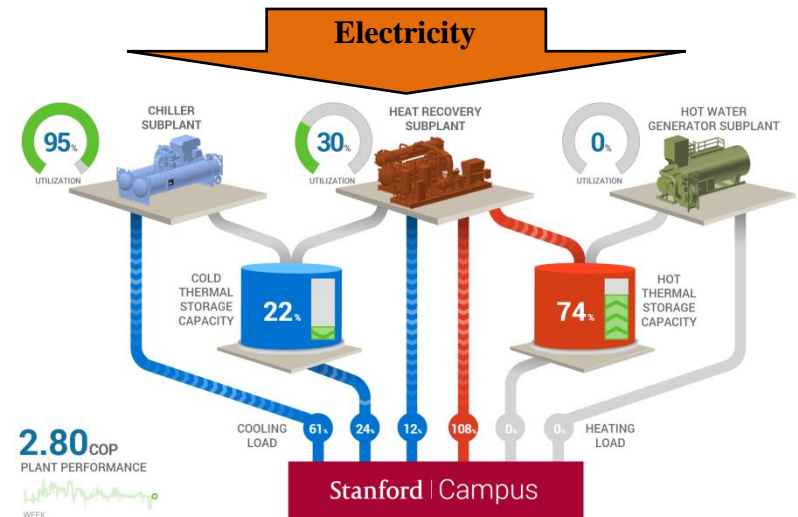 Electricity
CHILLER
SUBPLANT
95%
UTILIZATION
HEAT RECOVERY
SUBPLANT
30%
UTILIZATION
HOT WATER
GENERATOR SUBPLANT
0%
UTILIZATION
COLD
THERMAL
STORAGE
CAPACITY
22%
74%
HOT
THERMAL
STORAGE
CAPACITY
COOLING
LOAD
61%
24%
12%
108%
0%
0%
HEATING
LOAD
2.80 COP
PLANT PERFORMANCE
WEEK
Stanford | Campus